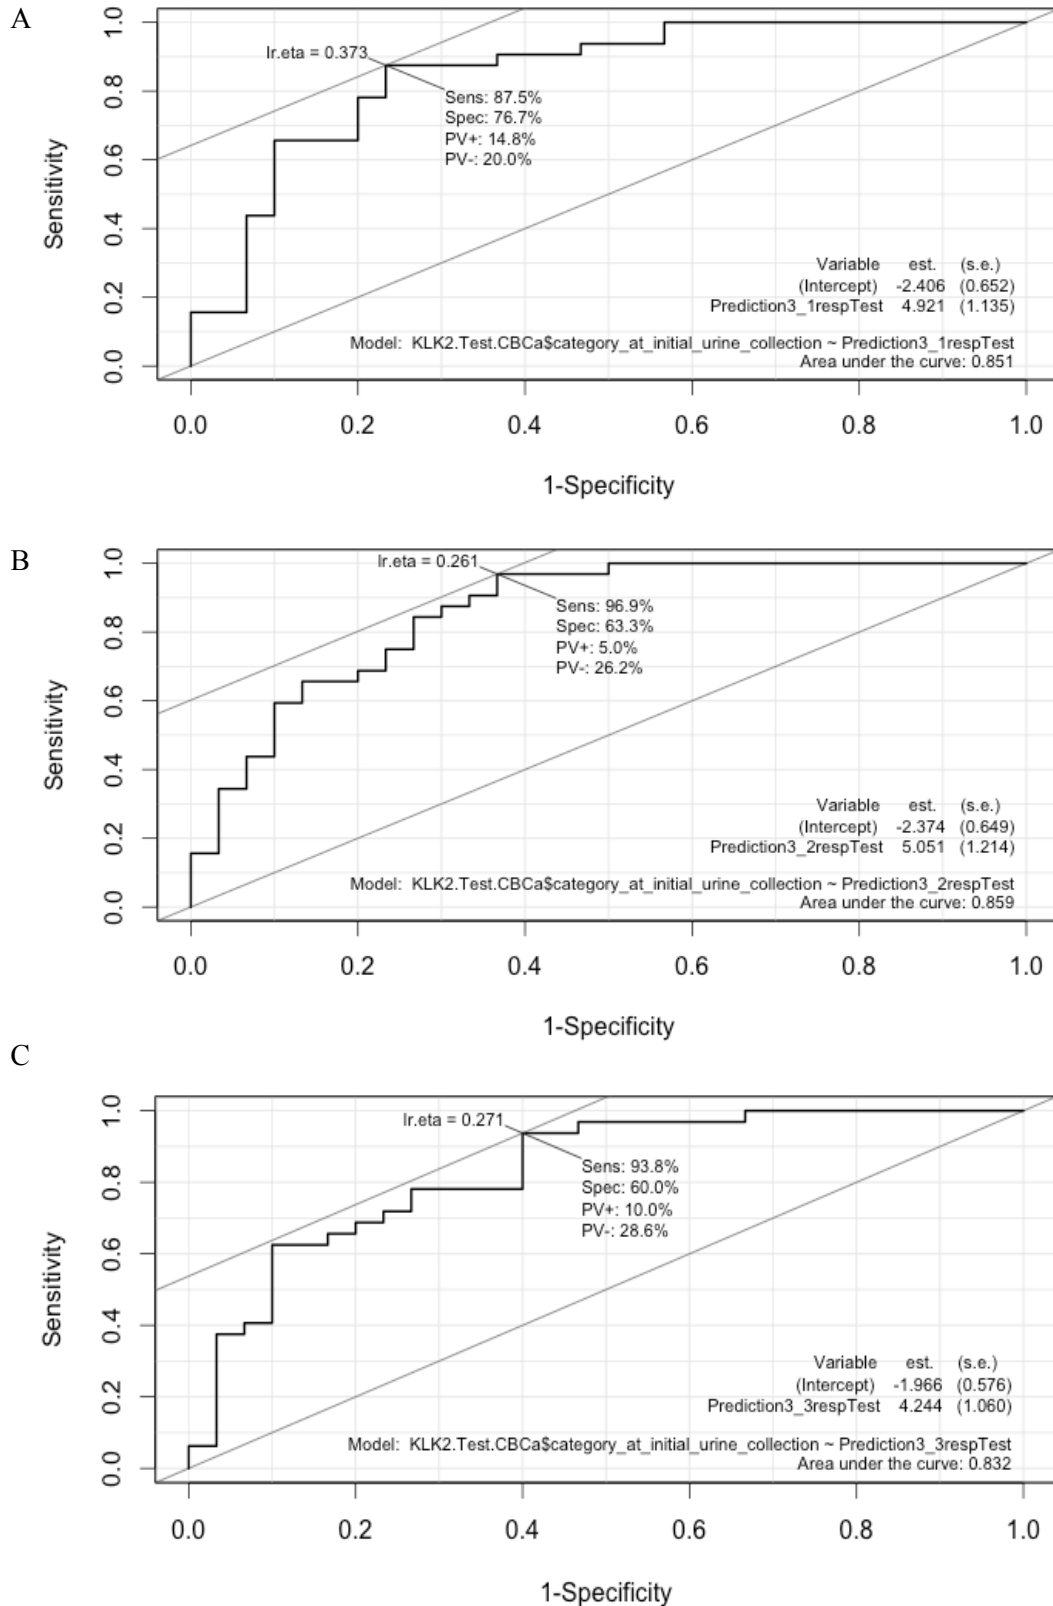 A
Sensitivity
1.0
0.8
0.6
0.4
0.2
0.0
lr.eta = 0.373
Sens: 87.5%
Spec: 76.7%
PV+: 14.8%
PV-: 20.0%
Variable est. (s.e.)
(Intercept) -2.406 (0.652)
Prediction3_1respTest 4.921 (1.135)
Model: KLK2.Test.CBCa$category_at_initial_urine_collection ~ Prediction3_1respTest
Area under the curve: 0.851
0.0 0.2 0.4 0.6 0.8 1.0
1-Specificity
B
Sensitivity
1.0
0.8
0.6
0.4
0.2
0.0
lr.eta = 0.261
Sens: 96.9%
Spec: 63.3%
PV+: 5.0%
PV-: 26.2%
Variable est. (s.e.)
(Intercept) -2.374 (0.649)
Prediction3_2respTest 5.051 (1.214)
Model: KLK2.Test.CBCa$category_at_initial_urine_collection ~ Prediction3_2respTest
Area under the curve: 0.859
0.0 0.2 0.4 0.6 0.8 1.0
1-Specificity
C
Sensitivity
1.0
0.8
0.6
0.4
0.2
0.0
lr.eta = 0.271
Sens: 93.8%
Spec: 60.0%
PV+: 10.0%
PV-: 28.6%
Variable est. (s.e.)
(Intercept) -1.966 (0.576)
Prediction3_3respTest 4.244 (1.060)
Model: KLK2.Test.CBCa$category_at_initial_urine_collection ~ Prediction3_3respTest
Area under the curve: 0.832
0.0 0.2 0.4 0.6 0.8 1.0
1-Specificity